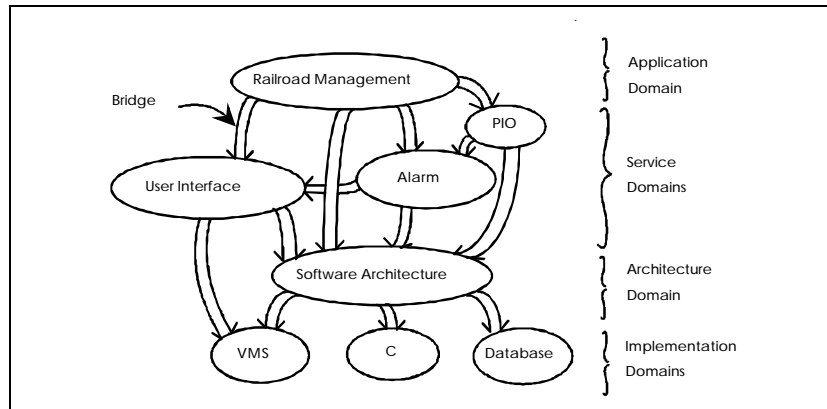 Railroad Management
Application
Domain
Bridge
PIO
User Interface
Alarm
Service
Domains
Software Architecture
Architecture
Domain
VMS
C
Database
Implementation
Domains